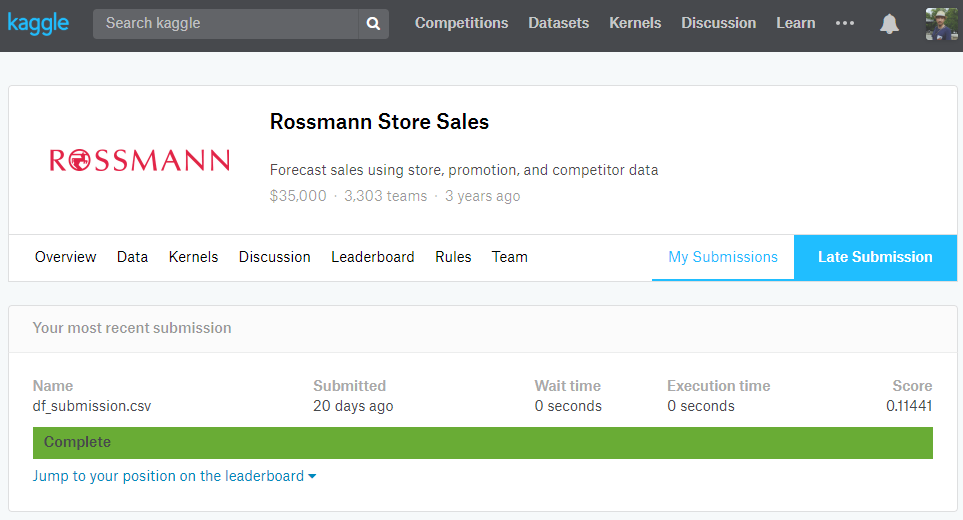 kaggle Search kaggle Competitions Datasets Kernels Discussion Learn
Rossmann Store Sales
ROSSMANN
Forecast sales using store, promotion, and competitor data
$35,000 · 3,303 teams · 3 years ago
Overview Data Kernels Discussion Leaderboard Rules Team My Submissions Late Submission
Your most recent submission
Name Submitted Wait time Execution time Score
df_submission.csv 20 days ago 0 seconds 0 seconds 0.11441
Complete
Jump to your position on the leaderboard